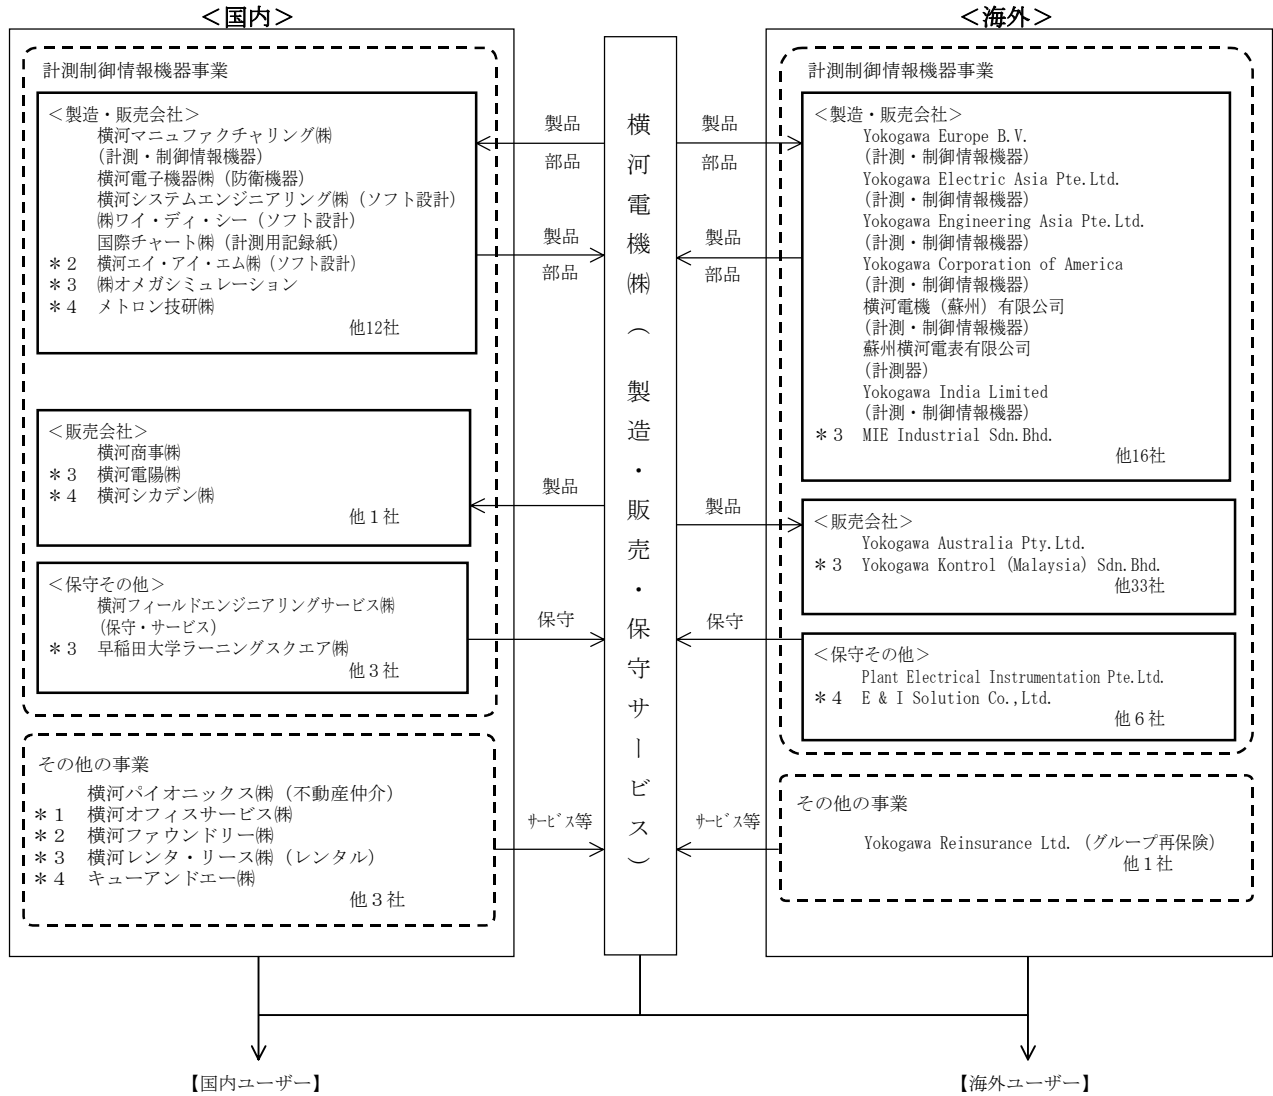 ＜国内＞
計測制御情報機器事業
＜製造・販売会社＞
横河マニュファクチャリング㈱
(計測・制御情報機器)
横河電子機器㈱（防衛機器）
横河システムエンジニアリング㈱（ソフト設計）
㈱ワイ・ディ・シー（ソフト設計）
国際チャート㈱（計測用記録紙）
＊２　横河エイ・アイ・エム㈱（ソフト設計）
＊３　㈱オメガシミュレーション
＊４　メトロン技研㈱
他12社
＜販売会社＞
横河商事㈱
＊３　横河電陽㈱
＊４　横河シカデン㈱
他１社
＜保守その他＞
横河フィールドエンジニアリングサービス㈱
（保守・サービス）
＊３　早稲田大学ラーニングスクエア㈱
他３社
その他の事業
横河パイオニックス㈱（不動産仲介）
＊１　横河オフィスサービス㈱
＊２　横河ファウンドリー㈱
＊３　横河レンタ・リース㈱（レンタル）
＊４　キューアンドエー㈱
他３社
製品
部品
製品
部品
製品
保守
ｻｰﾋﾞｽ等
横河電機㈱（製造・販売・保守サービス）
製品
部品
製品
部品
製品
保守
ｻｰﾋﾞｽ等
＜海外＞
計測制御情報機器事業
＜製造・販売会社＞
Yokogawa Europe B.V.
（計測・制御情報機器）
Yokogawa Electric Asia Pte.Ltd.
（計測・制御情報機器）
Yokogawa Engineering Asia Pte.Ltd.
（計測・制御情報機器）
Yokogawa Corporation of America
（計測・制御情報機器）
横河電機（蘇州）有限公司
（計測・制御情報機器）
蘇州横河電表有限公司
（計測器）
Yokogawa India Limited
（計測・制御情報機器）
＊３　MIE Industrial Sdn.Bhd.
他16社
＜販売会社＞
Yokogawa Australia Pty.Ltd.
＊３　Yokogawa Kontrol (Malaysia) Sdn.Bhd.
他33社
＜保守その他＞
Plant Electrical Instrumentation Pte.Ltd.
＊４　E & I Solution Co.,Ltd.
他６社
その他の事業
Yokogawa Reinsurance Ltd.（グループ再保険）
他１社
【国内ユーザー】
【海外ユーザー】